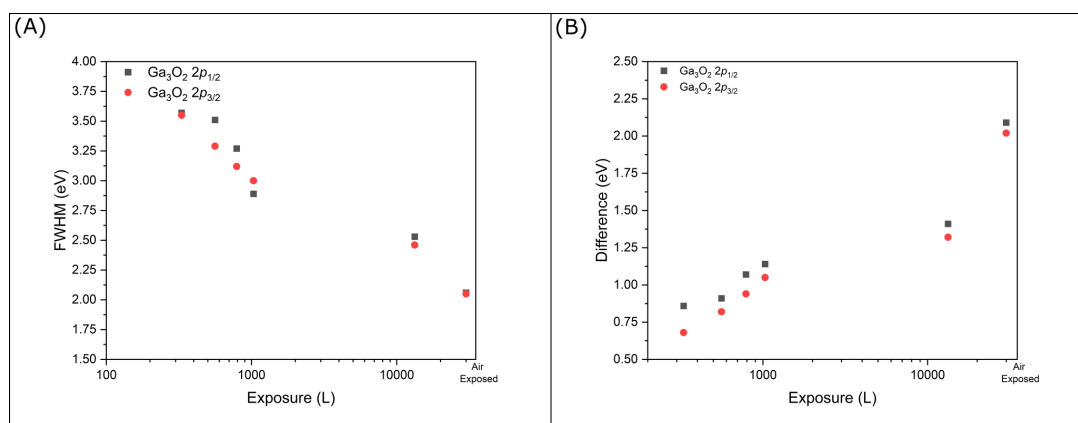 (A)
4.00
3.75
3.50
3.25
3.00
2.75
2.50
2.25
2.00
1.75
1.50
FWHM (eV)
Ga₃O₂ 2p₁/₂
Ga₃O₂ 2p₃/₂
100
1000
10000
Air
Exposed
Exposure (L)
(B)
2.50
2.25
2.00
1.75
1.50
1.25
1.00
0.75
0.50
Difference (eV)
Ga₃O₂ 2p₁/₂
Ga₃O₂ 2p₃/₂
1000
10000
Air
Exposed
Exposure (L)